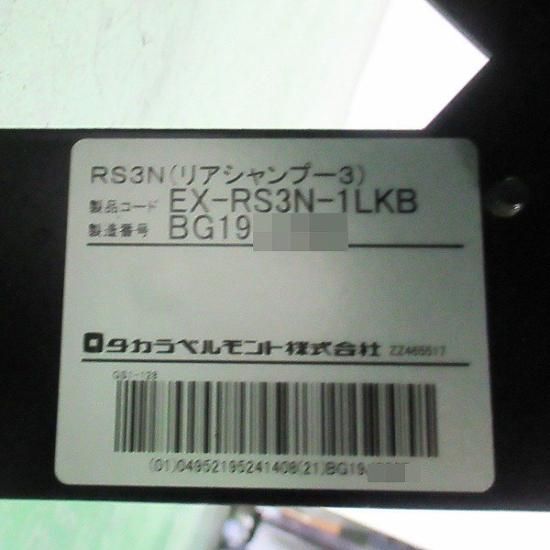 RS3N(リアシャンプー3)
製品コード EX-RS3N-1LKB
製造番号 BG19
タカラベルモント株式会社 ZZ465517
GS1-128
(01)04952195241408(21)BG19